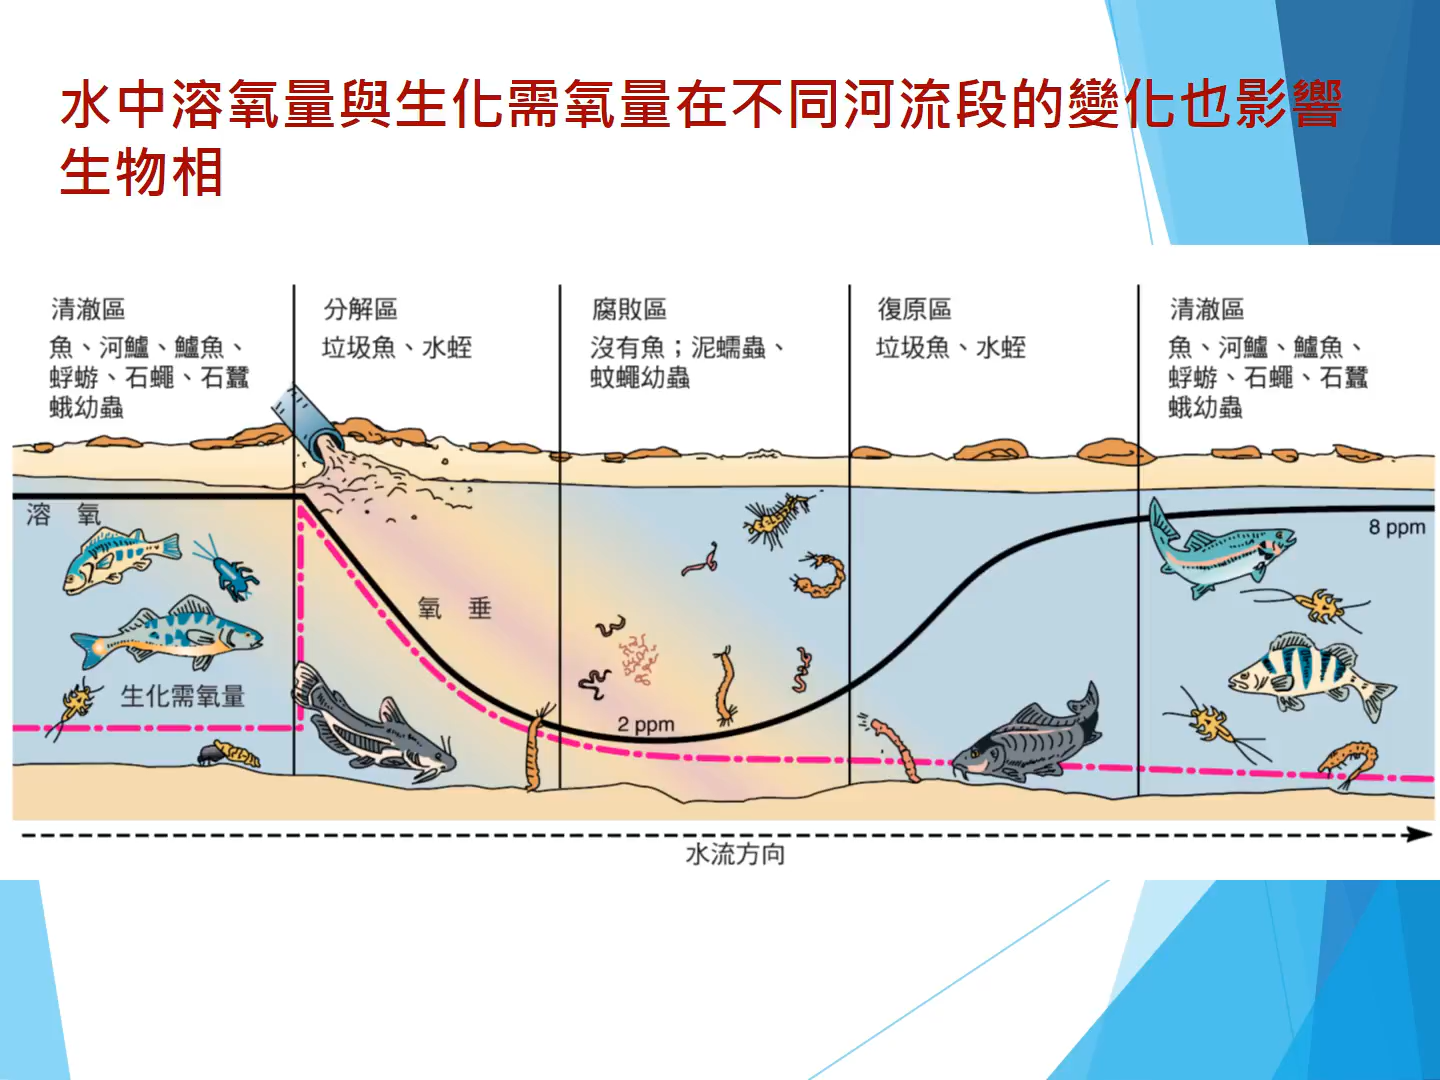 水中溶氧量與生化需氧量在不同河流段的變化也影響
生物相
清澈區
魚、河鱸、鱸魚、
蜉蝣、石蠅、石蠶
蛾幼蟲
分解區
垃圾魚、水蛭
腐敗區
沒有魚；泥蠕蟲、
蚊蠅幼蟲
復原區
垃圾魚、水蛭
清澈區
魚、河鱸、鱸魚、
蜉蝣、石蠅、石蠶
蛾幼蟲
溶 氧
8 ppm
氧 垂
生化需氧量
2 ppm
水流方向